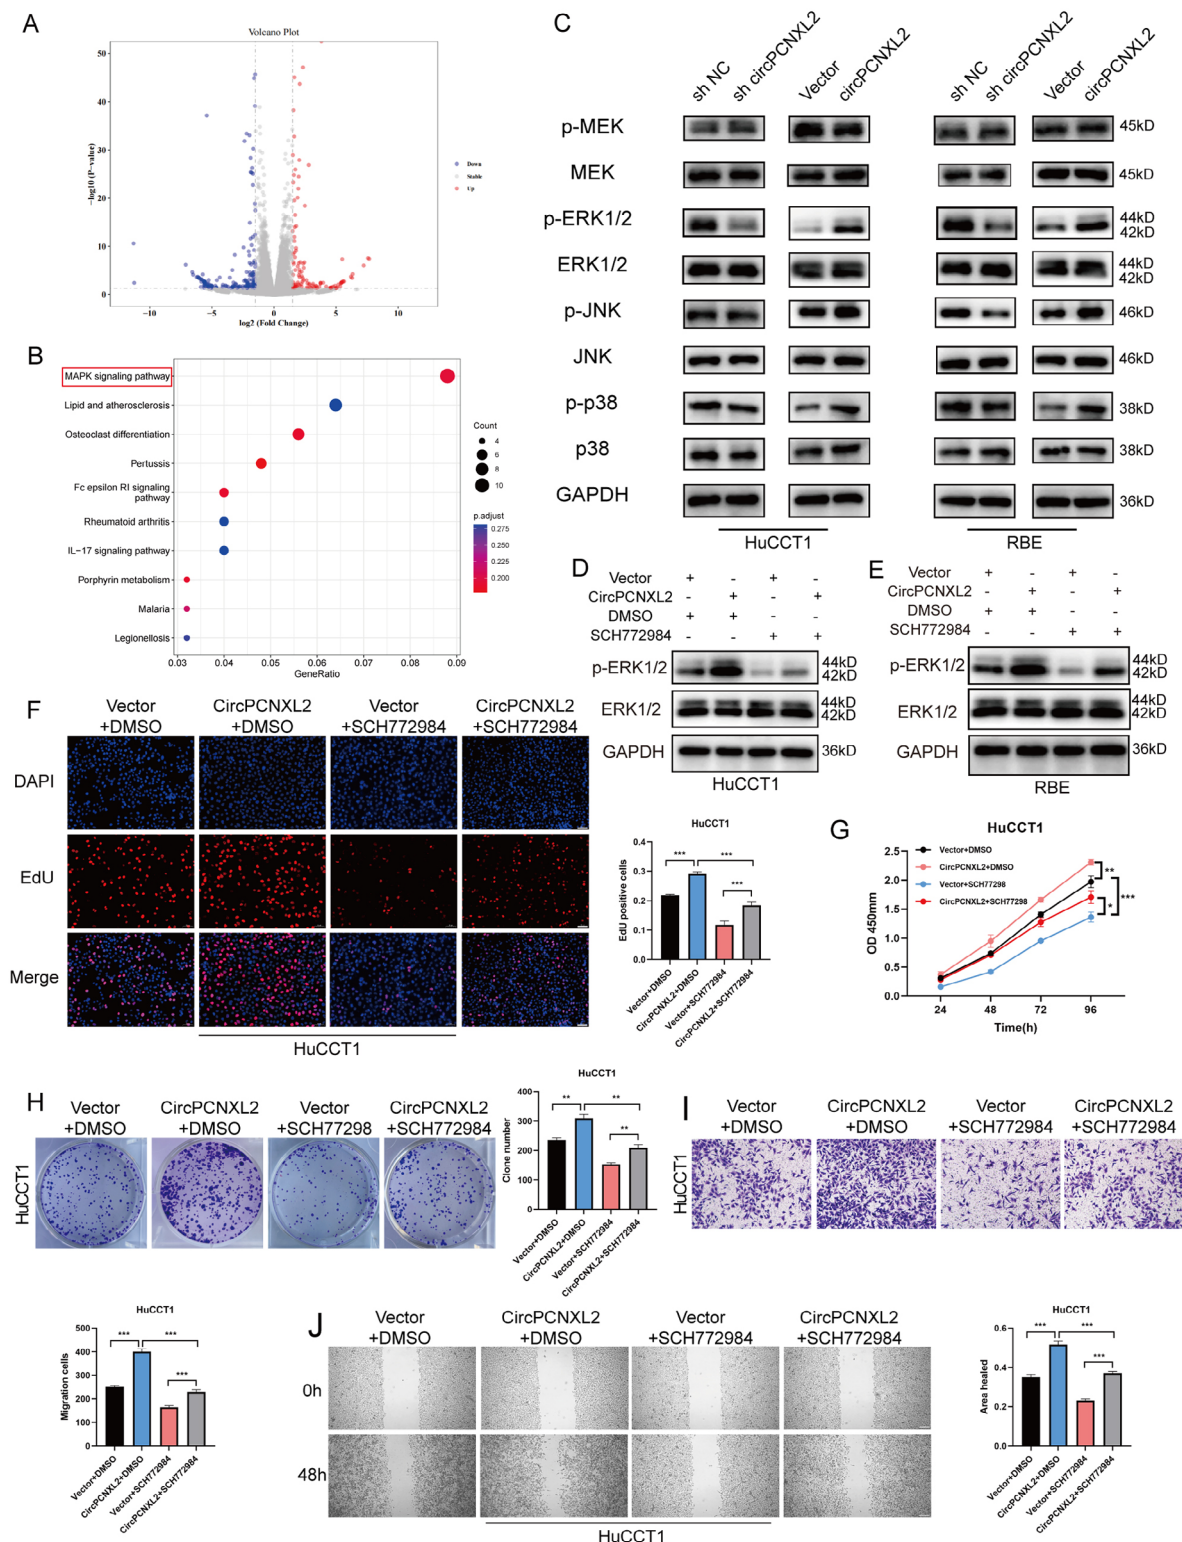 A
Volcano Plot
50
40
30
20
10
0
−log10 (P−value)
−10
−5
0
5
10
log2 (Fold Change)
Down
Stable
Up
B
MAPK signaling pathway
Lipid and atherosclerosis
Osteoclast differentiation
Pertussis
Fc epsilon RI signaling
pathway
Rheumatoid arthritis
IL−17 signaling pathway
Porphyrin metabolism
Malaria
Legionellosis
0.03 0.04 0.05 0.06 0.07 0.08 0.09
GeneRatio
Count
4
6
8
10
p.adjust
0.275
0.250
0.225
0.200
C
sh NC
sh circPCNXL2
Vector
circPCNXL2
sh NC
sh circPCNXL2
Vector
circPCNXL2
p-MEK
45kD
MEK
45kD
p-ERK1/2
44kD
42kD
ERK1/2
44kD
42kD
p-JNK
46kD
JNK
46kD
p-p38
38kD
p38
38kD
GAPDH
36kD
HuCCT1
RBE
D
Vector + - + -
CircPCNXL2 - + - +
DMSO + + - -
SCH772984 - - + +
p-ERK1/2
44kD
42kD
ERK1/2
44kD
42kD
GAPDH
36kD
HuCCT1
E
Vector + - + -
CircPCNXL2 - + - +
DMSO + + - -
SCH772984 - - + +
p-ERK1/2
44kD
42kD
ERK1/2
44kD
42kD
GAPDH
36kD
RBE
F
Vector
+DMSO
CircPCNXL2
+DMSO
Vector
+SCH772984
CircPCNXL2
+SCH772984
DAPI
EdU
Merge
HuCCT1
HuCCT1
EdU positive cells
0.4
0.3
0.2
0.1
0.0
***
***
***
Vector+DMSO
CircPCNXL2+DMSO
Vector+SCH772984
CircPCNXL2+SCH772984
G
HuCCT1
Vector+DMSO
CircPCNXL2+DMSO
Vector+SCH77298
CircPCNXL2+SCH77298
OD 450mm
2.5
2.0
1.5
1.0
0.5
0.0
24 48 72 96
Time(h)
**
*
***
H
Vector
+DMSO
CircPCNXL2
+DMSO
Vector
+SCH77298
CircPCNXL2
+SCH772984
HuCCT1
HuCCT1
Clone number
400
300
200
100
0
**
**
**
Vector+DMSO
CircPCNXL2+DMSO
Vector+SCH772984
CircPCNXL2+SCH772984
I
Vector
+DMSO
CircPCNXL2
+DMSO
Vector
+SCH772984
CircPCNXL2
+SCH772984
HuCCT1
HuCCT1
Migration cells
500
400
300
200
100
0
***
***
***
Vector+DMSO
CircPCNXL2+DMSO
Vector+SCH772984
CircPCNXL2+SCH772984
J
Vector
+DMSO
CircPCNXL2
+DMSO
Vector
+SCH772984
CircPCNXL2
+SCH772984
0h
48h
HuCCT1
HuCCT1
Area healed
0.6
0.4
0.2
0.0
***
***
***
Vector+DMSO
CircPCNXL2+DMSO
Vector+SCH772984
CircPCNXL2+SCH772984